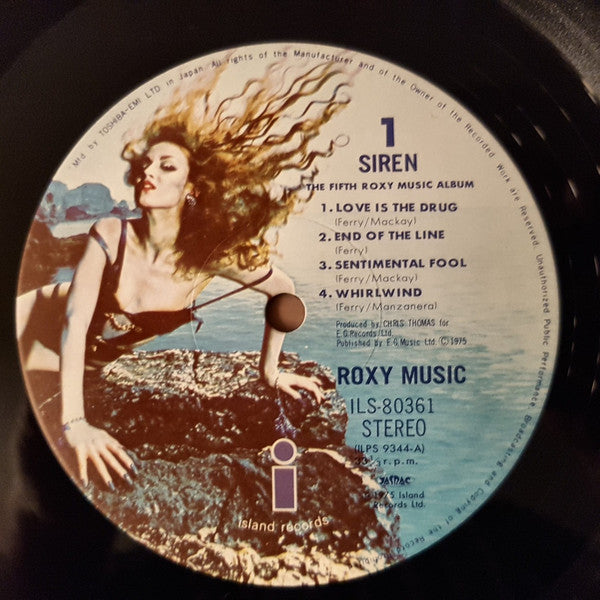 Mfd by TOSHIBA-EMI LTD. in Japan. All rights of the Manufacturer and of the Owner of the Recorded Work are Reserved. Unauthorized Public Performance Broadcasting and Copying of the Record
1
SIREN
THE FIFTH ROXY MUSIC ALBUM
1. LOVE IS THE DRUG
(Ferry/Mackay)
2. END OF THE LINE
(Ferry)
3. SENTIMENTAL FOOL
(Ferry/Mackay)
4. WHIRLWIND
(Ferry/Manzanera)
Produced by CHRIS THOMAS for
E.G. Records Ltd.
Published by E.G. Music Ltd. Ⓒ1975
ROXY MUSIC
ILS-80361
STEREO
(ILPS 9344-A)
33⅓ r.p.m.
JASRAC
℗1975 Island
Records Ltd.
i
island records